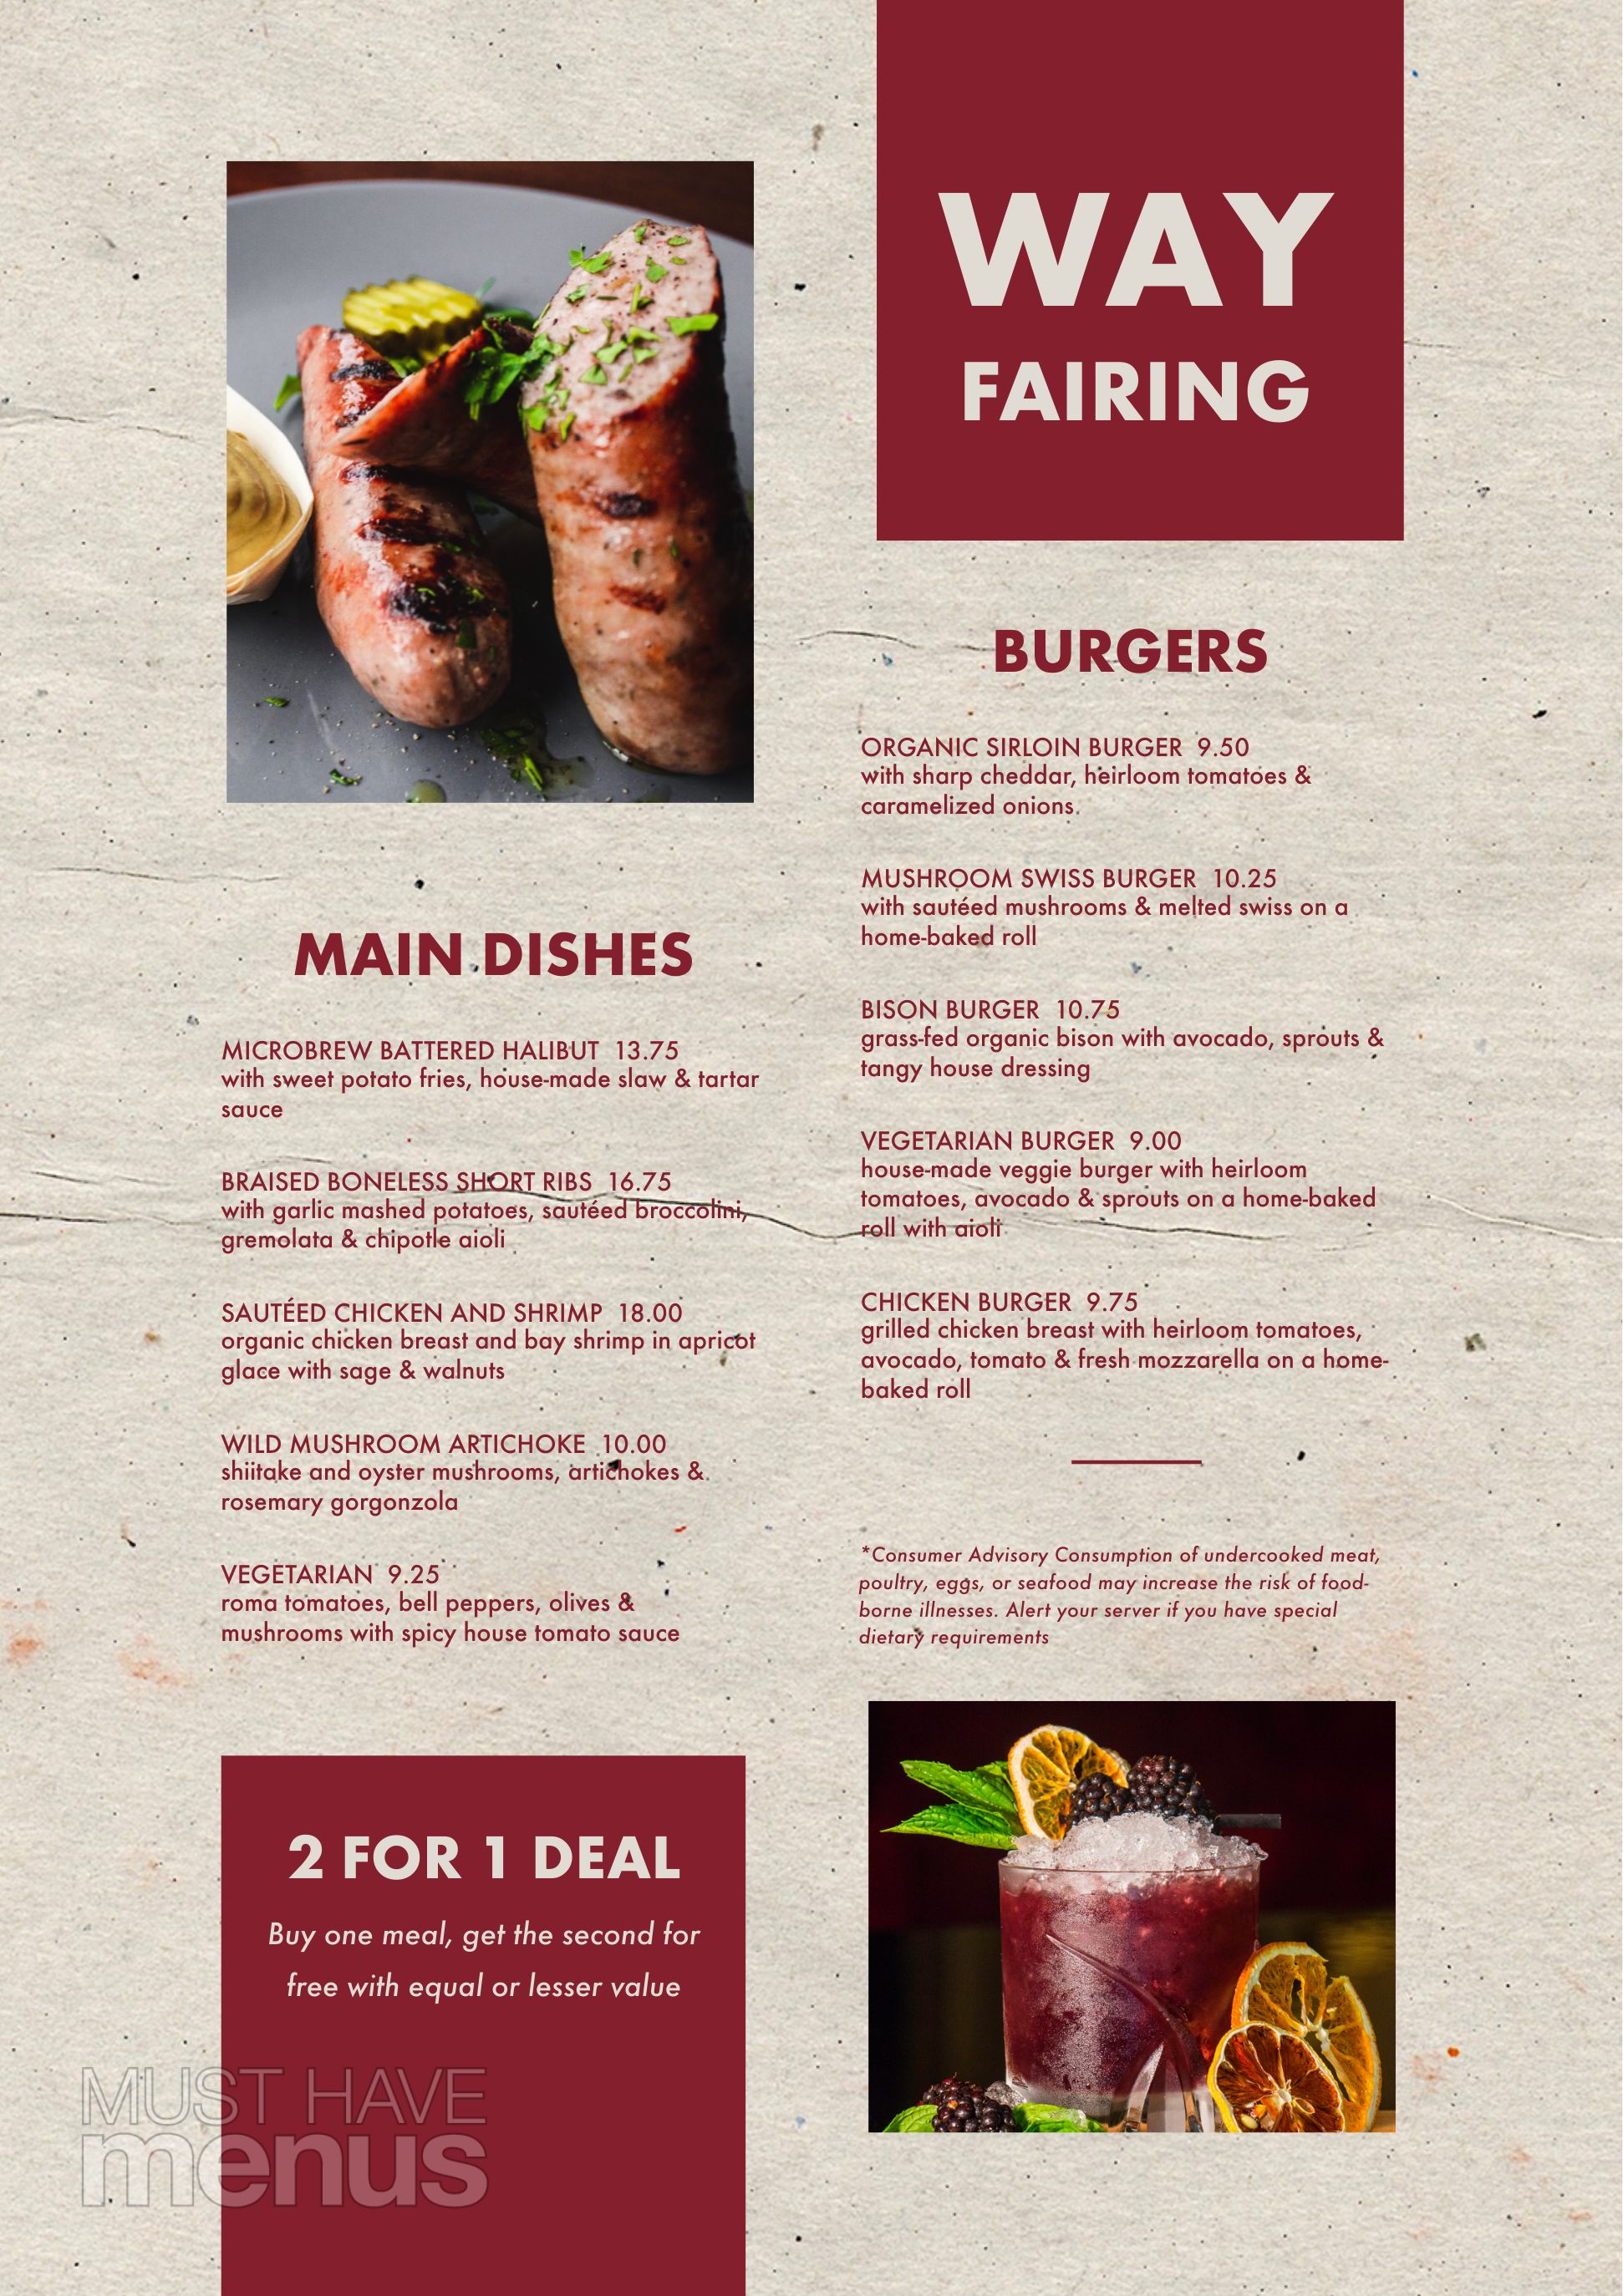 WAY
FAIRING
MAIN DISHES
MICROBREW BATTERED HALIBUT 13.75
with sweet potato fries, house-made slaw & tartar
sauce
BRAISED BONELESS SHORT RIBS 16.75
with garlic mashed potatoes, sautéed broccolini,
gremolata & chipotle aioli
SAUTÉED CHICKEN AND SHRIMP 18.00
organic chicken breast and bay shrimp in apricot
glace with sage & walnuts
WILD MUSHROOM ARTICHOKE 10.00
shiitake and oyster mushrooms, artichokes &
rosemary gorgonzola
VEGETARIAN 9.25
roma tomatoes, bell peppers, olives &
mushrooms with spicy house tomato sauce
2 FOR 1 DEAL
Buy one meal, get the second for
free with equal or lesser value
MUST HAVE
menus
BURGERS
ORGANIC SIRLOIN BURGER 9.50
with sharp cheddar, heirloom tomatoes &
caramelized onions
MUSHROOM SWISS BURGER 10.25
with sautéed mushrooms & melted swiss on a
home-baked roll
BISON BURGER 10.75
grass-fed organic bison with avocado, sprouts &
tangy house dressing
VEGETARIAN BURGER 9.00
house-made veggie burger with heirloom
tomatoes, avocado & sprouts on a home-baked
roll with aioli
CHICKEN BURGER 9.75
grilled chicken breast with heirloom tomatoes,
avocado, tomato & fresh mozzarella on a home-
baked roll
*Consumer Advisory Consumption of undercooked meat,
poultry, eggs, or seafood may increase the risk of food-
borne illnesses. Alert your server if you have special
dietary requirements